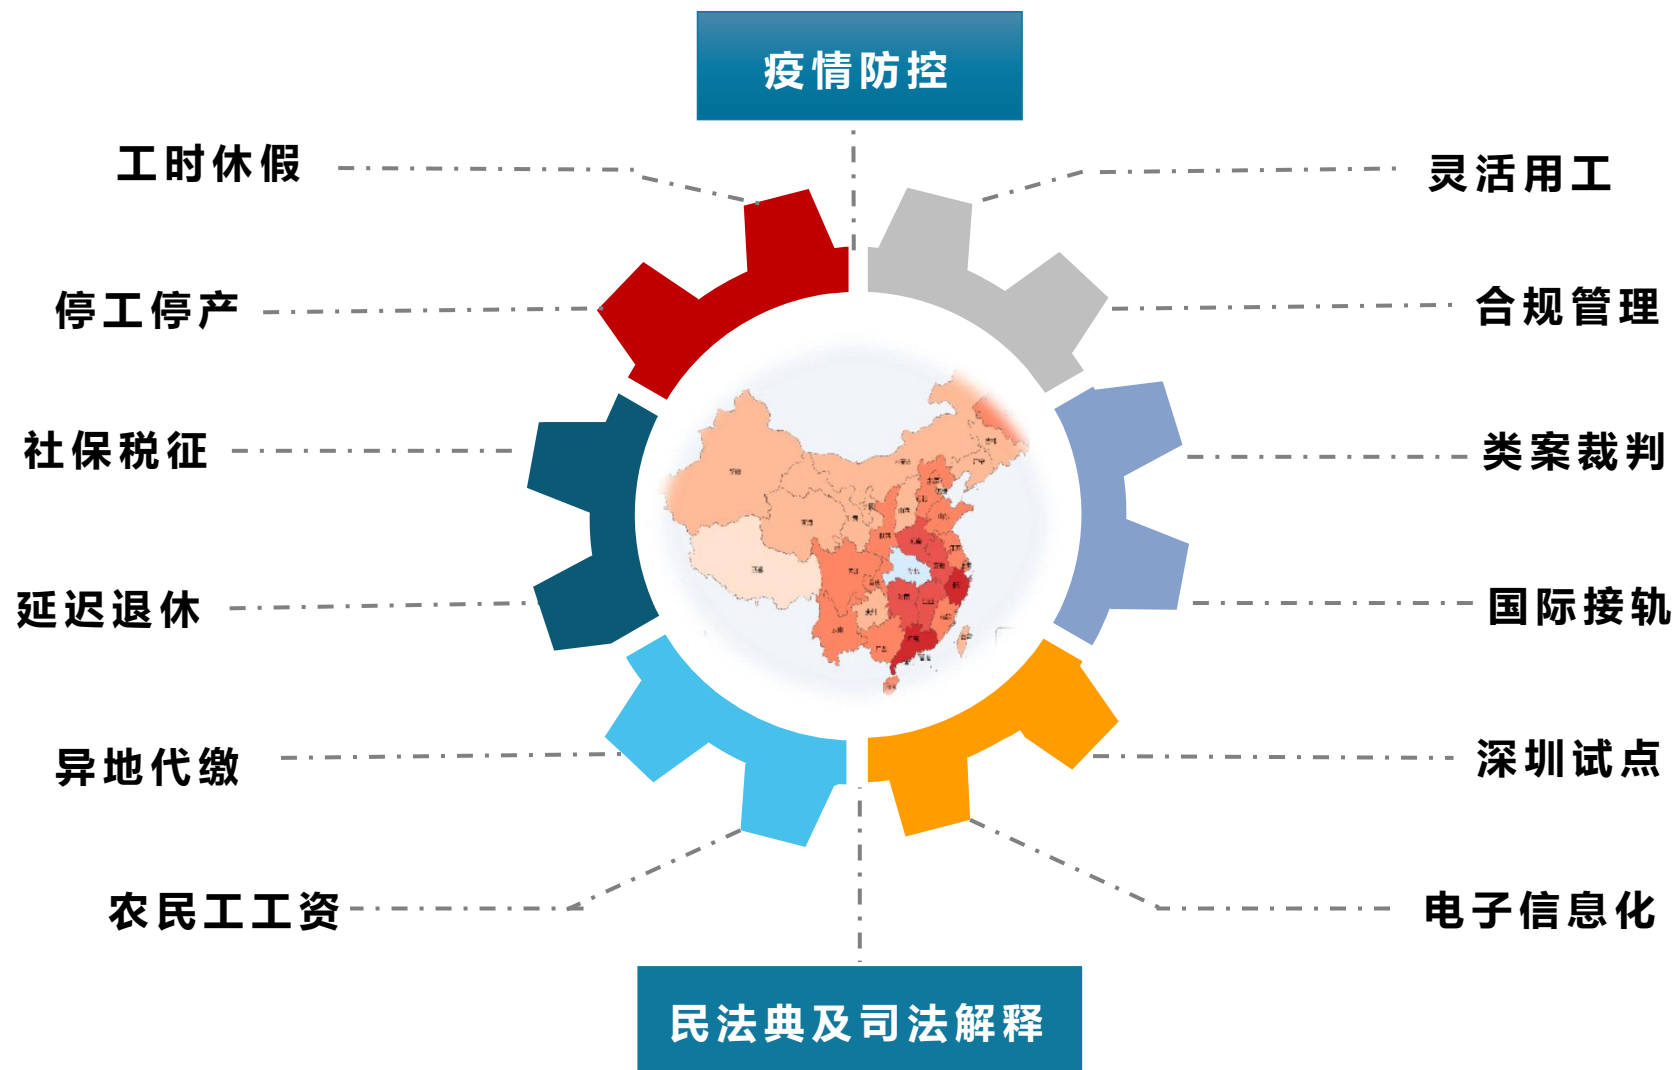 疫情防控
工时休假
灵活用工
停工停产
合规管理
社保税征
类案裁判
延迟退休
国际接轨
异地代缴
深圳试点
农民工工资
电子信息化
民法典及司法解释